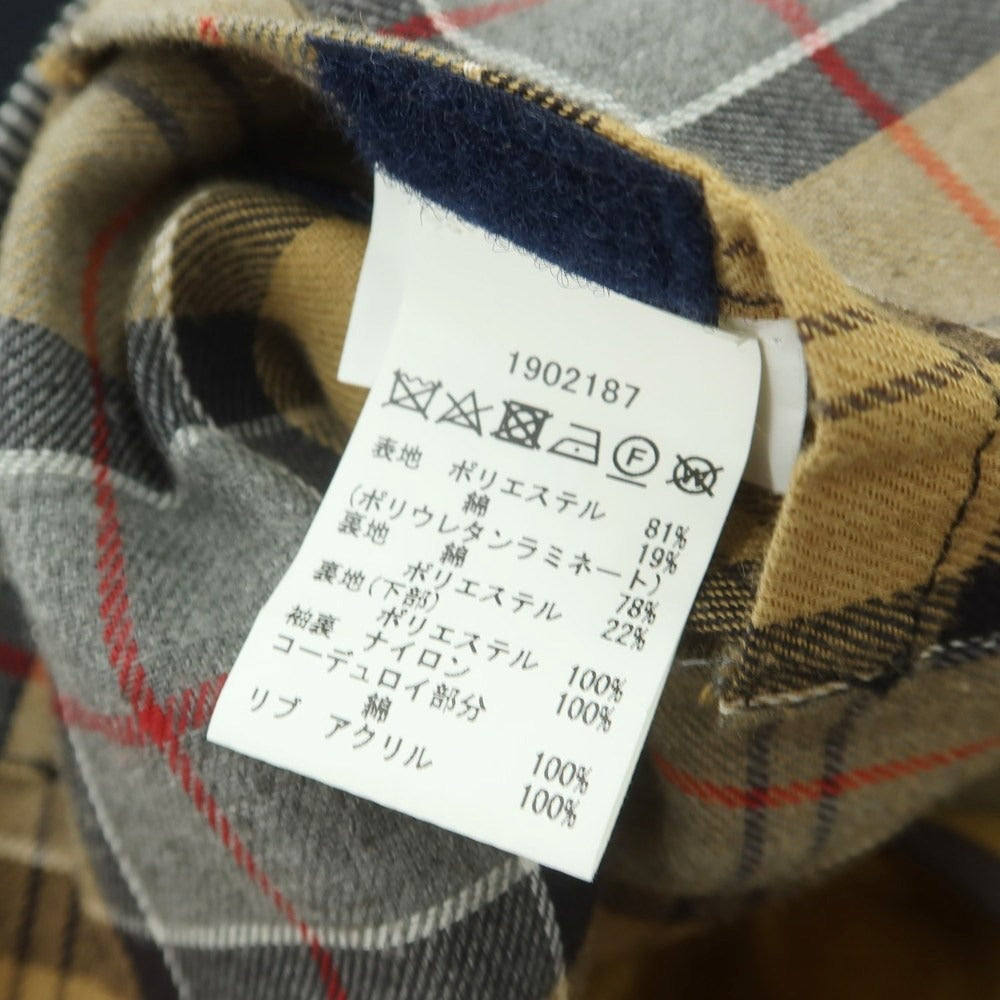 1902187
F W
表地 ポリエステル 81%
綿 19%
(ポリウレタンラミネート)
裏地 綿 78%
ポリエステル 22%
裏地(下部)
ポリエステル 100%
袖裏 ナイロン 100%
コーデュロイ部分
綿 100%
リブ アクリル 100%